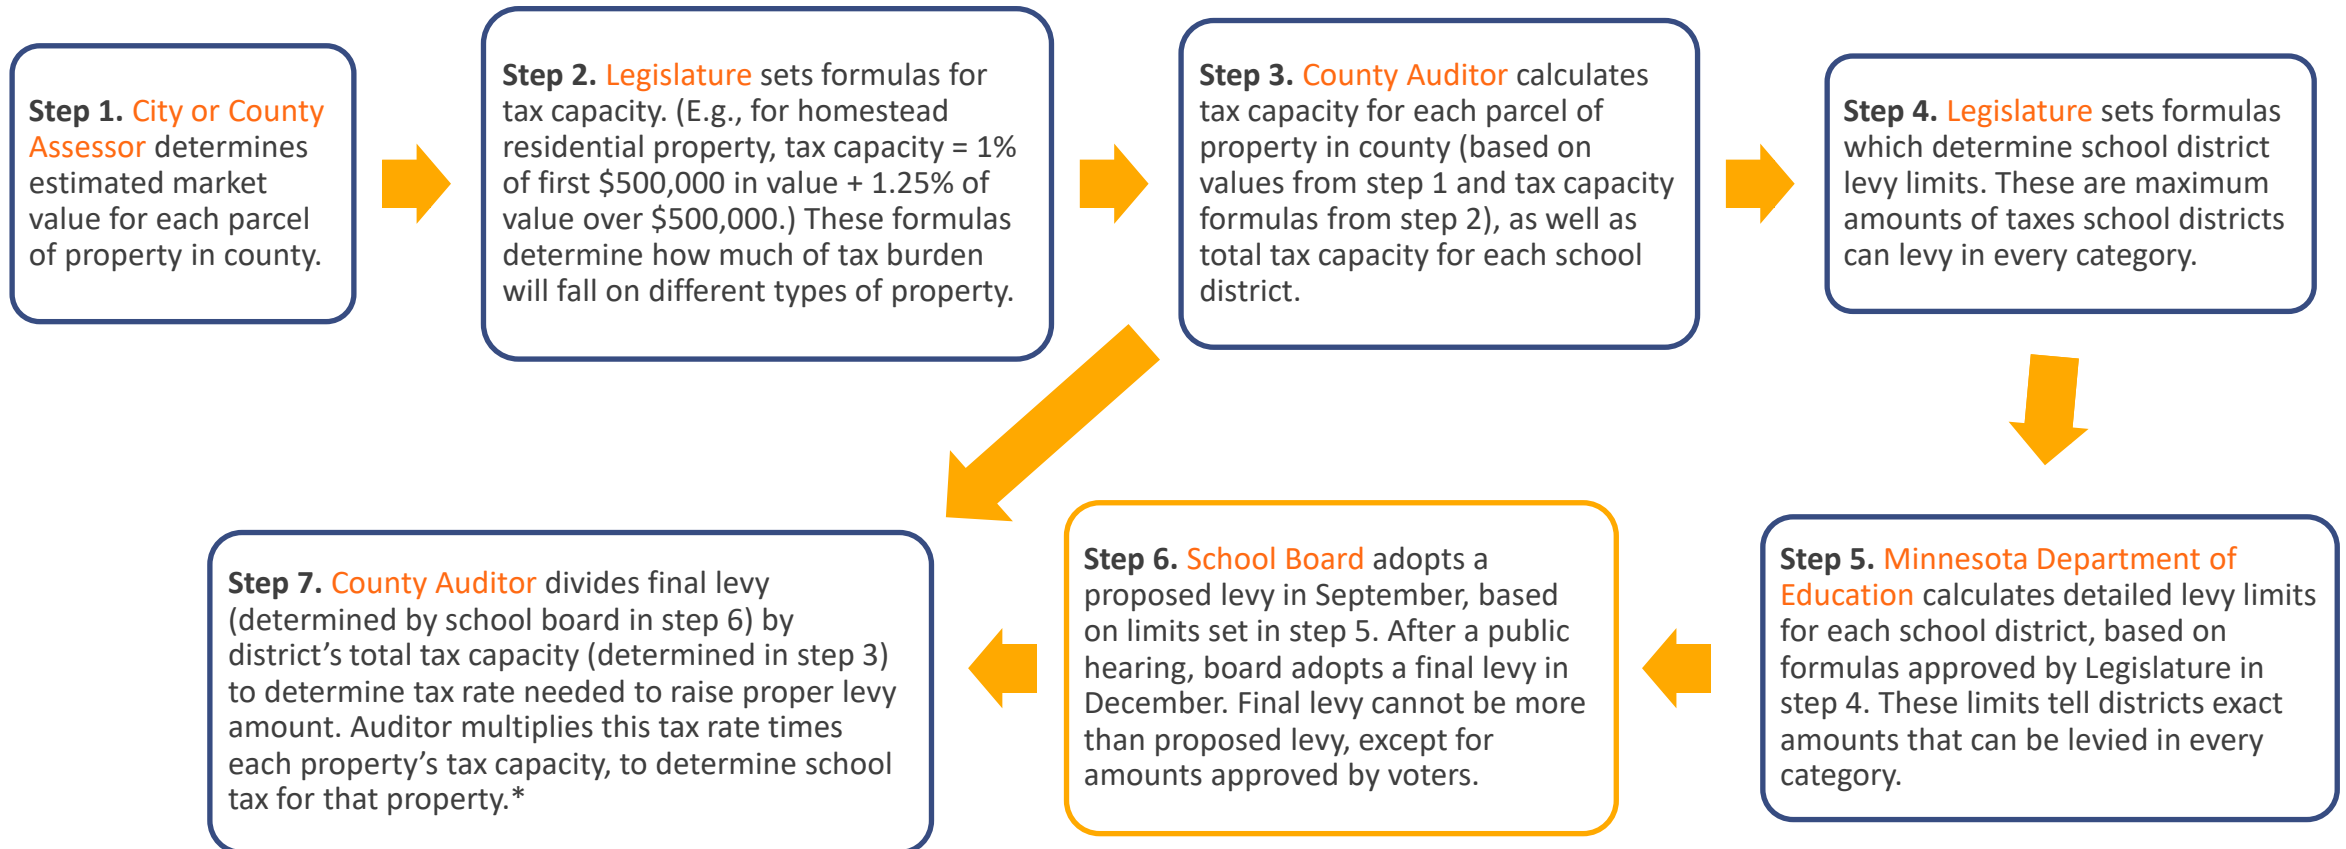 Step 1. City or County
Assessor determines
estimated market
value for each parcel
of property in county.
Step 2. Legislature sets formulas for
tax capacity. (E.g., for homestead
residential property, tax capacity = 1%
of first $500,000 in value + 1.25% of
value over $500,000.) These formulas
determine how much of tax burden
will fall on different types of property.
Step 3. County Auditor calculates
tax capacity for each parcel of
property in county (based on
values from step 1 and tax capacity
formulas from step 2), as well as
total tax capacity for each school
district.
Step 4. Legislature sets formulas
which determine school district
levy limits. These are maximum
amounts of taxes school districts
can levy in every category.
Step 5. Minnesota Department of
Education calculates detailed levy limits
for each school district, based on
formulas approved by Legislature in
step 4. These limits tell districts exact
amounts that can be levied in every
category.
Step 6. School Board adopts a
proposed levy in September, based
on limits set in step 5. After a public
hearing, board adopts a final levy in
December. Final levy cannot be more
than proposed levy, except for
amounts approved by voters.
Step 7. County Auditor divides final levy
(determined by school board in step 6) by
district’s total tax capacity (determined in step 3)
to determine tax rate needed to raise proper levy
amount. Auditor multiplies this tax rate times
each property’s tax capacity, to determine school
tax for that property.*